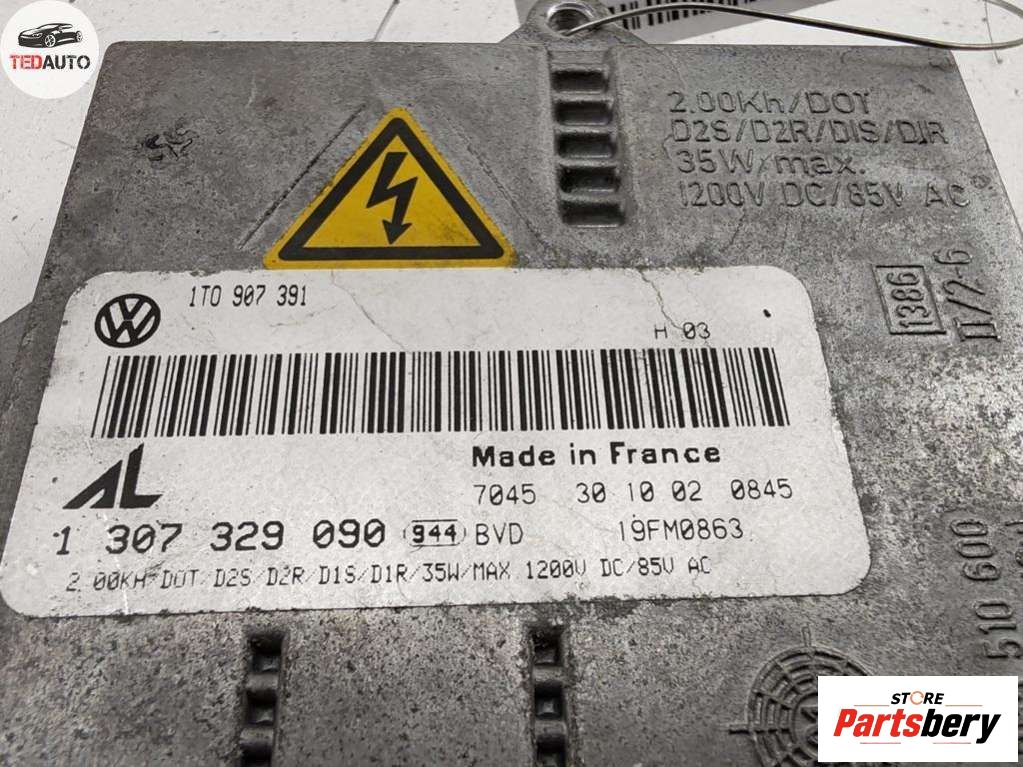 TEDAUTO
2.00Kh/DOT
D2S/D2R/D1S/D1R
35W/max.
1200V DC/85V AC
1386
II/2-6
1T0 907 391
H 03
AL
Made in France
7045 30 10 02 0845
1 307 329 090 944 BVD 19FM0863
2.00KH/DOT/D2S/D2R/D1S/D1R/35W/MAX 1200V DC/85V AC
510 600
STORE
Partsbery